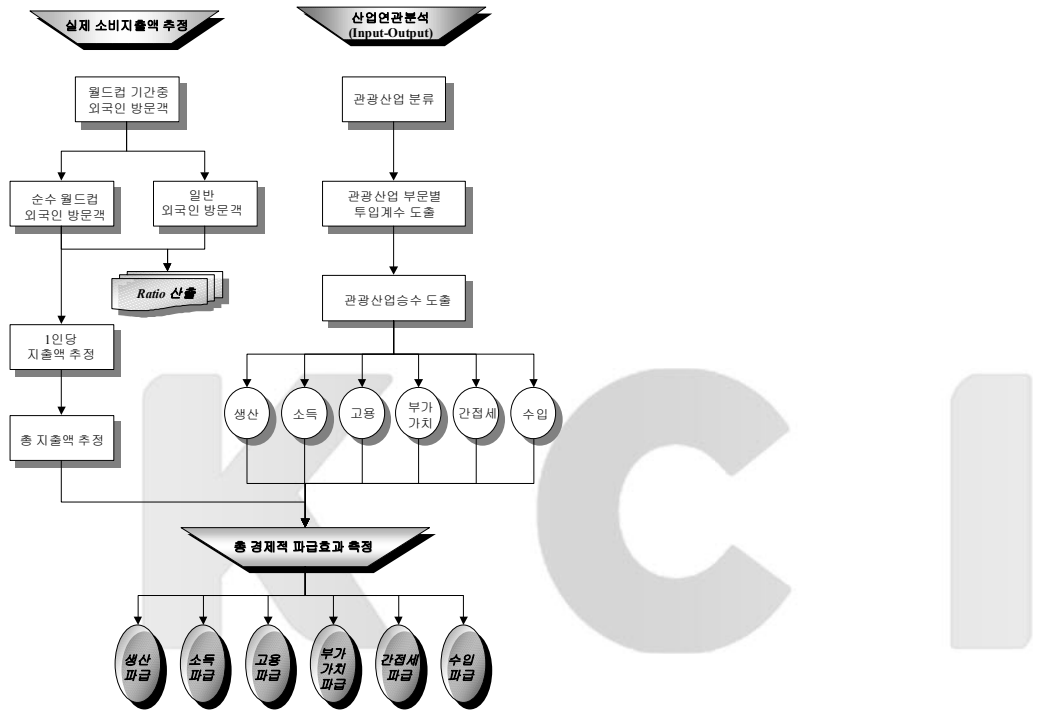 실제 소비지출액 추정
산업연관분석
(Input-Output)
월드컵 기간중
외국인 방문객
관광산업 분류
순수 월드컵
외국인 방문객
일반
외국인 방문객
관광산업 부문별
투입계수 도출
Ratio 산출
관광산업승수 도출
1인당
지출액 추정
생산
소득
고용
부가
가치
간접세
수입
총 지출액 추정
총 경제적 파급효과 측정
생산
파급
소득
파급
고용
파급
부가
가치
파급
간접세
파급
수입
파급
KCI